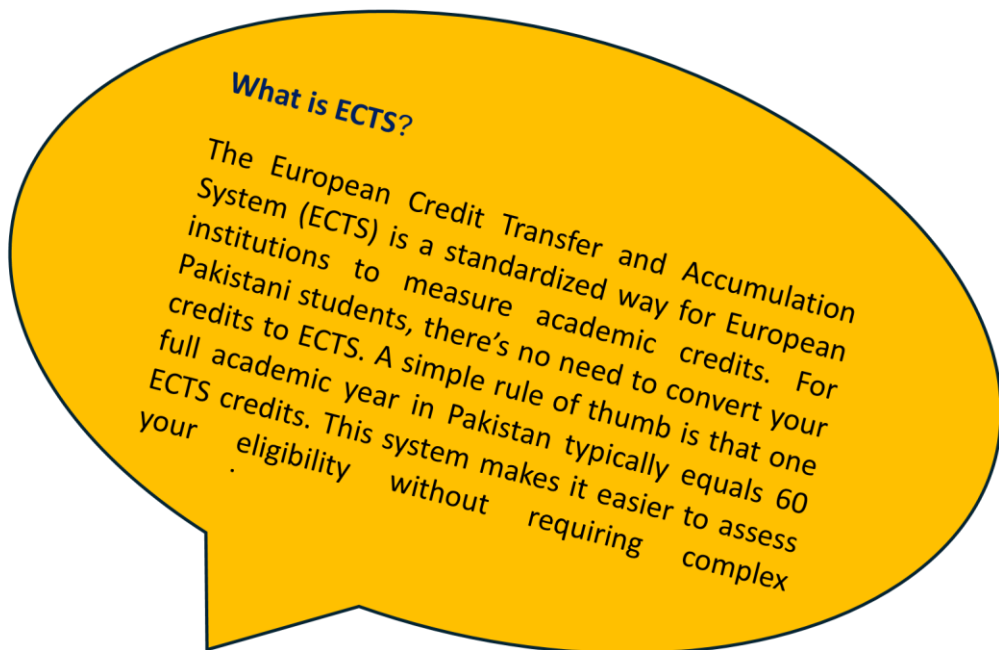 What is ECTS?
The European Credit Transfer and Accumulation
System (ECTS) is a standardized way for European
institutions to measure academic credits. For
Pakistani students, there's no need to convert your
credits to ECTS. A simple rule of thumb is that one
full academic year in Pakistan typically equals 60
ECTS credits. This system makes it easier to assess
your eligibility without requiring complex
.